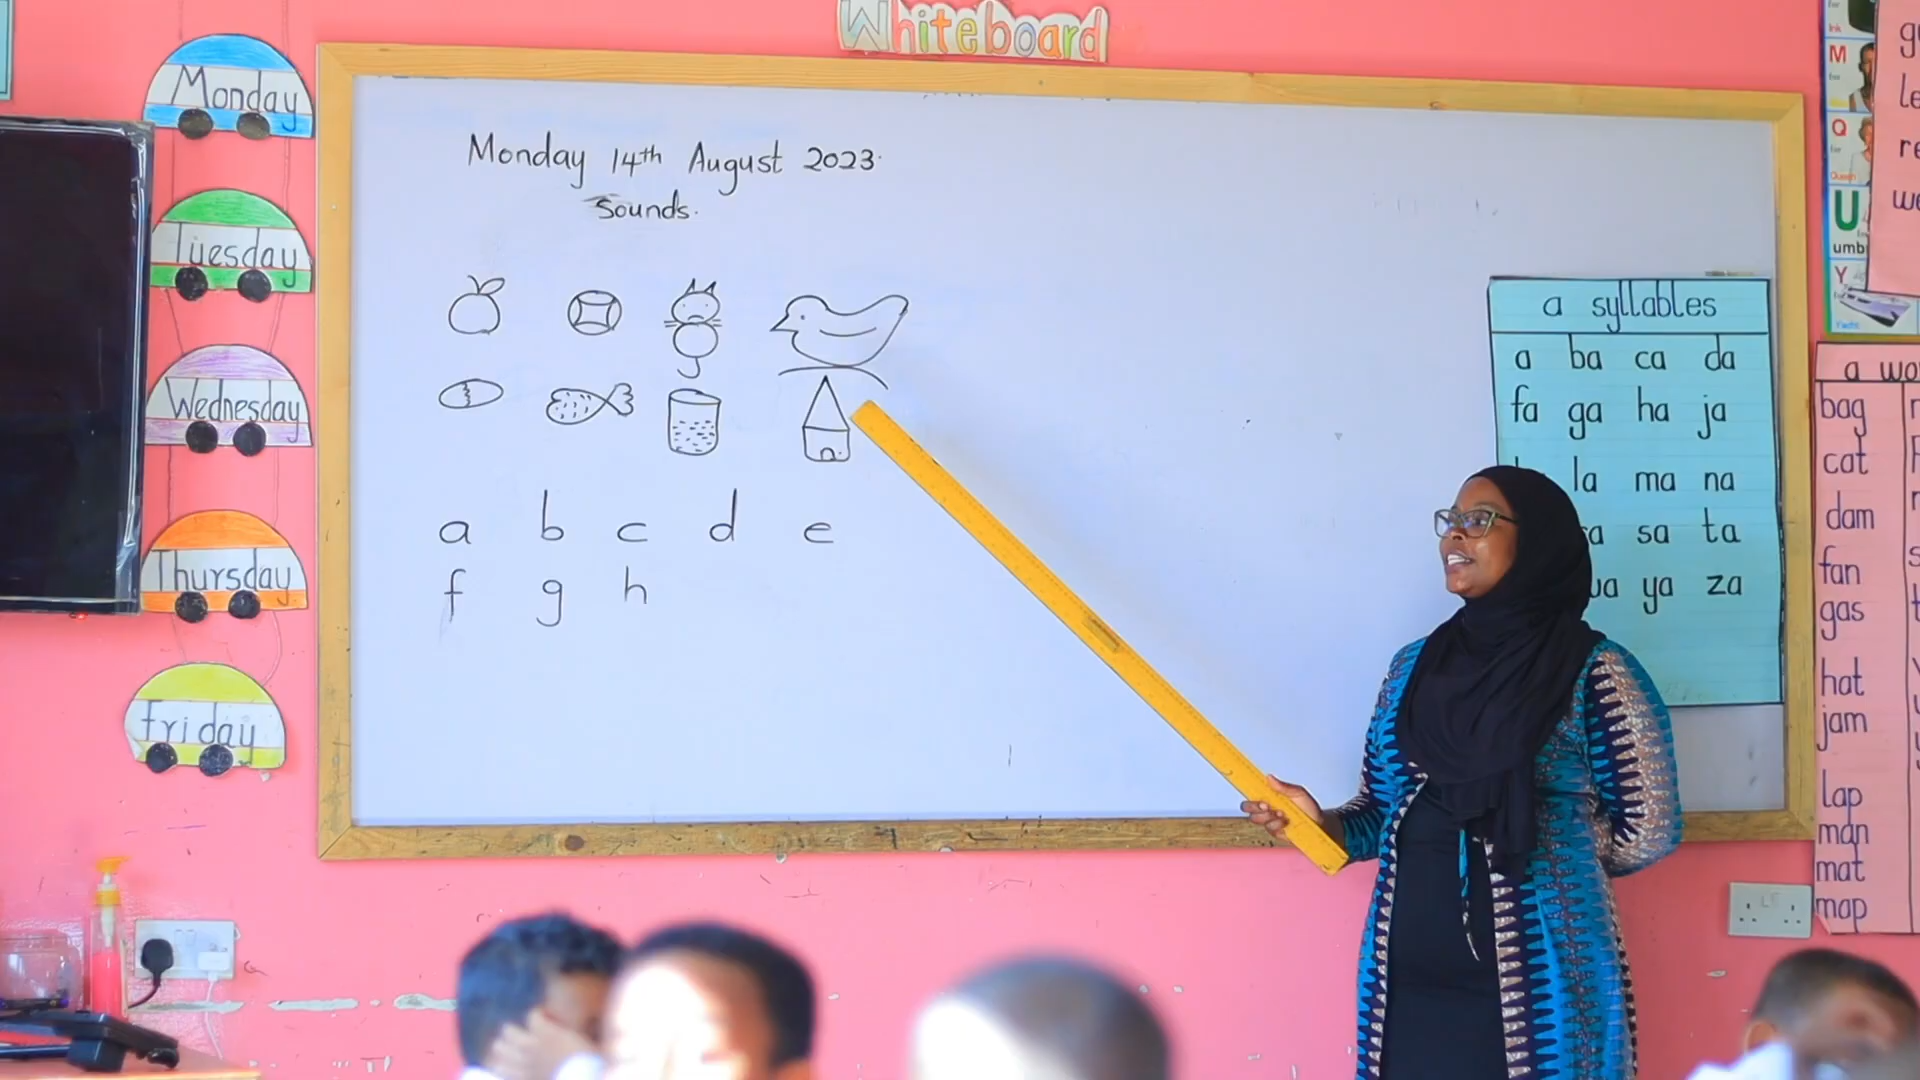 Whiteboard
Monday
Tuesday
Wednesday
Thursday
Friday
Monday 14th August 2023.
Sounds.
a b c d e
f g h
a syllables
a ba ca da
fa ga ha ja
la ma na
sa ta
ya za
M
Q
Queen
U
umb
Y
Yacht
bag
cat
dam
fan
gas
hat
jam
lap
man
mat
map